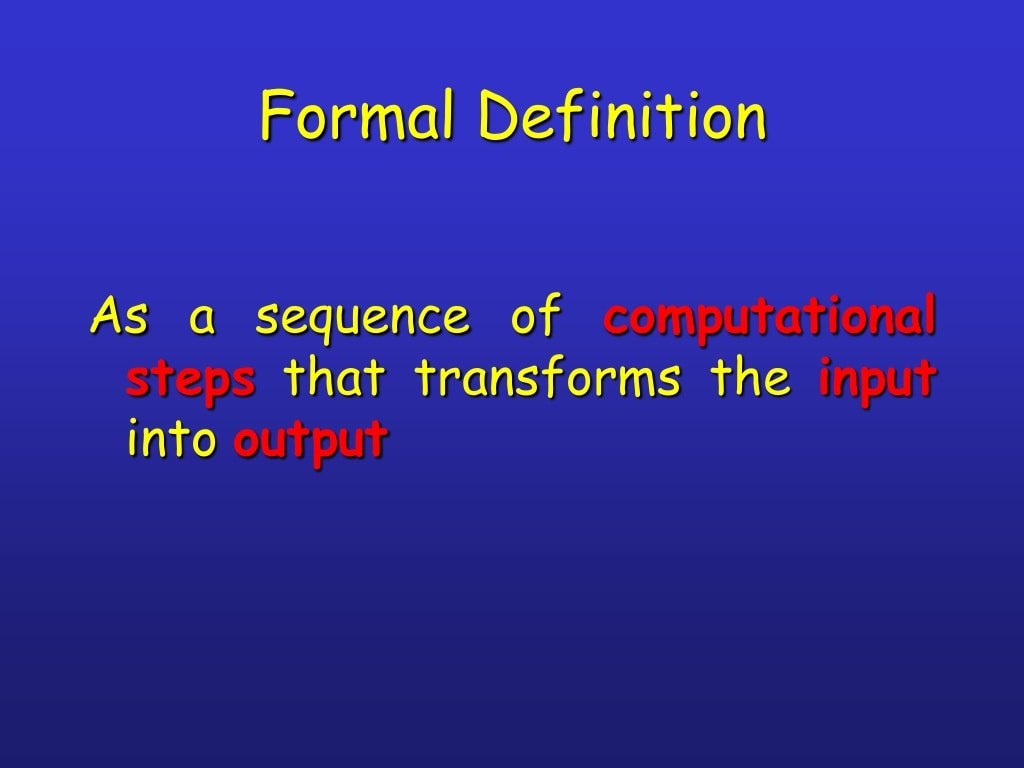 Formal Definition
As a sequence of computational
steps that transforms the input
into output